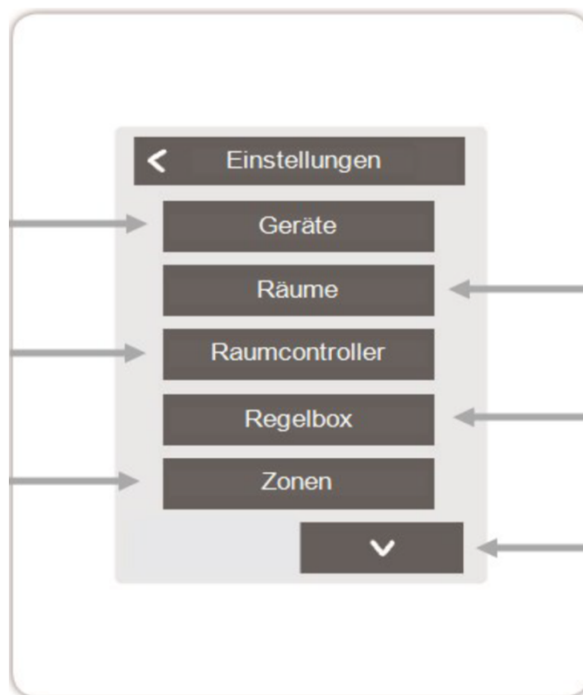 Einstellungen
Geräte
Räume
Raumcontroller
Regelbox
Zonen